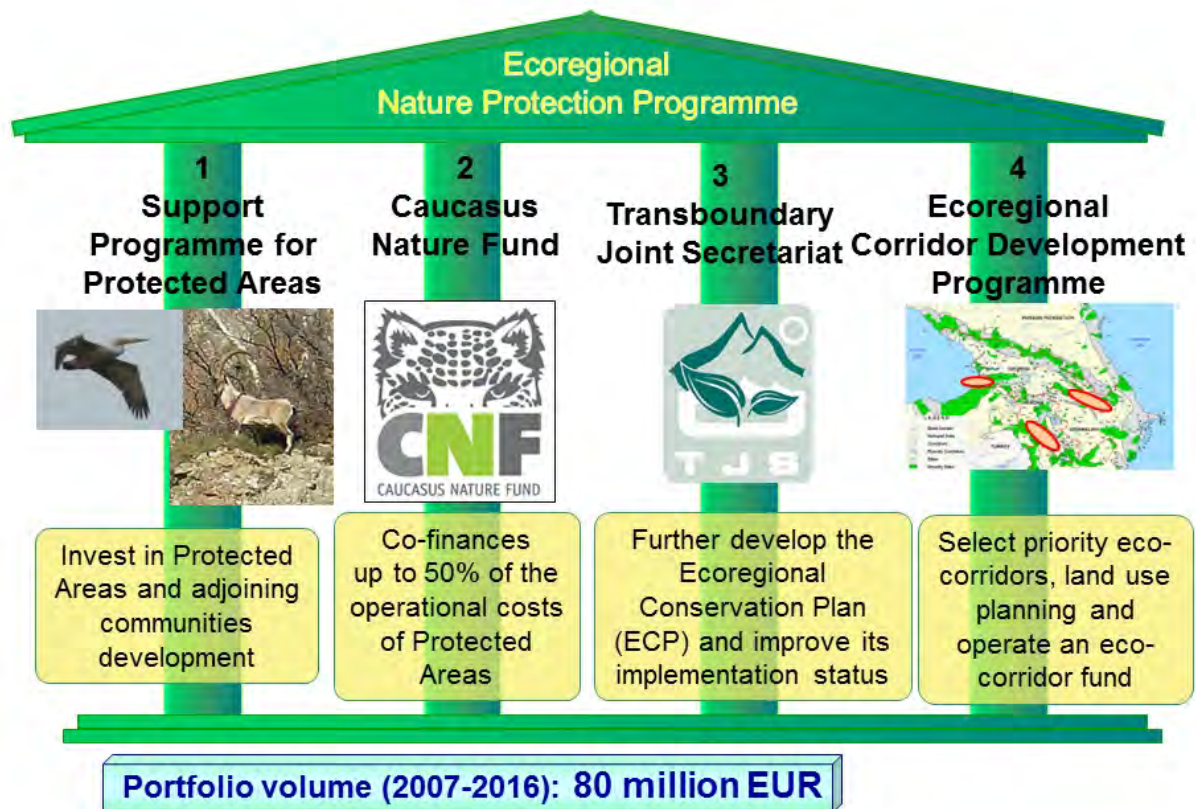 Ecoregional
Nature Protection Programme
1
Support
Programme for
Protected Areas
2
Caucasus
Nature Fund
3
Transboundary
Joint Secretariat
4
Ecoregional
Corridor Development
Programme
CNF
CAUCASUS NATURE FUND
TJS
TURKEY
Invest in Protected
Areas and adjoining
communities
development
Co-finances
up to 50% of the
operational costs
of Protected
Areas
Further develop the
Ecoregional
Conservation Plan
(ECP) and improve its
implementation status
Select priority eco-
corridors, land use
planning and
operate an eco-
corridor fund
Portfolio volume (2007-2016): 80 million EUR